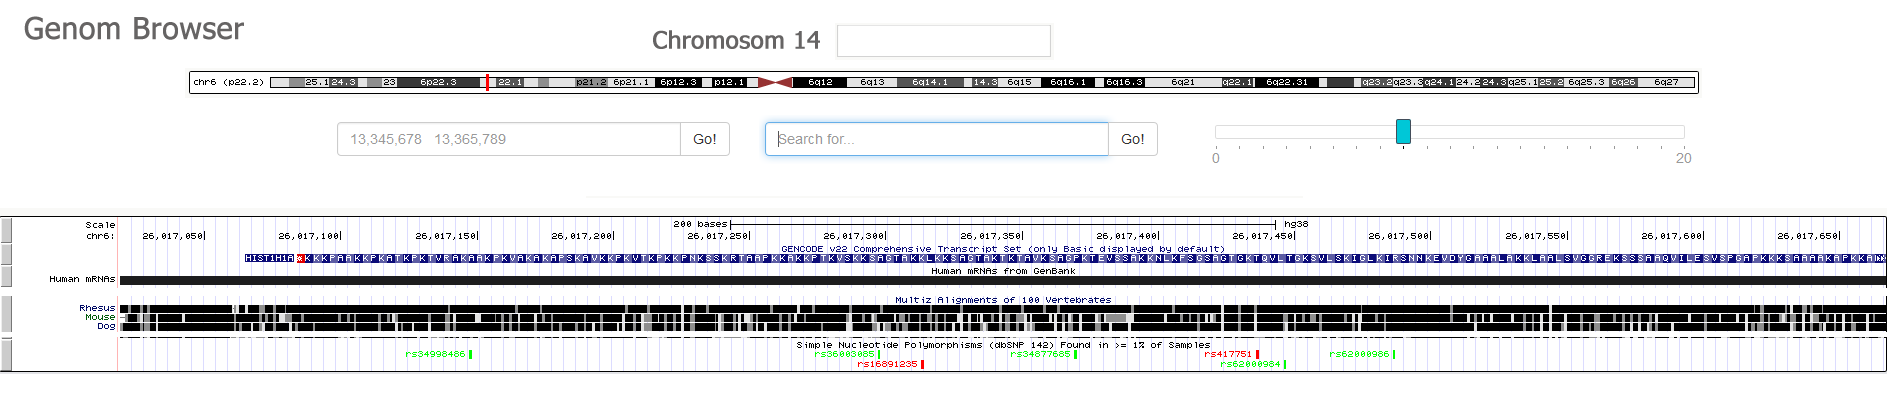 Genom Browser
Chromosom 14
chr6 (p22.2) 25.1 24.3 23 6p22.3 22.1 p21.2 6p21.1 6p12.3 p12.1 6q12 6q13 6q14.1 14.3 6q15 6q16.1 6q16.3 6q21 q22.1 6q22.31 q23.2 q23.3 q24.1 24.2 24.3 q25.1 25.2 6q25.3 6q26 6q27
13,345,678 13,365,789 Go! Search for... Go!
0 20
Scale 200 bases hg38
chr6: 26,017,050 26,017,100 26,017,150 26,017,200 26,017,250 26,017,300 26,017,350 26,017,400 26,017,450 26,017,500 26,017,550 26,017,600 26,017,650
GENCODE v22 Comprehensive Transcript Set (only Basic displayed by default)
HIST1H1A
Human mRNAs from GenBank
Human mRNAs
Multiz Alignments of 100 Vertebrates
Rhesus
Mouse
Dog
Simple Nucleotide Polymorphisms (dbSNP 142) Found in >= 1% of Samples
rs34998486 rs36003085 rs34877685 rs417751 rs62000986
rs16891235 rs62000984